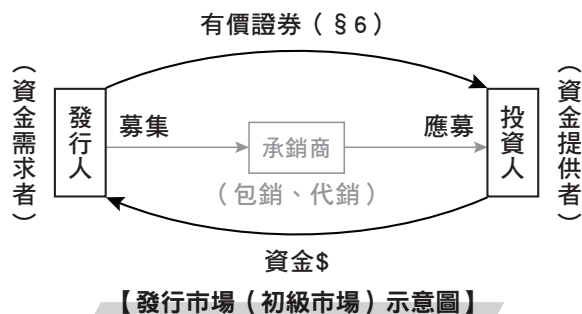 有價證券（§6）
（資金需求者）
發行人
募集
承銷商
（包銷、代銷）
應募
投資人
（資金提供者）
資金$
【發行市場（初級市場）示意圖】